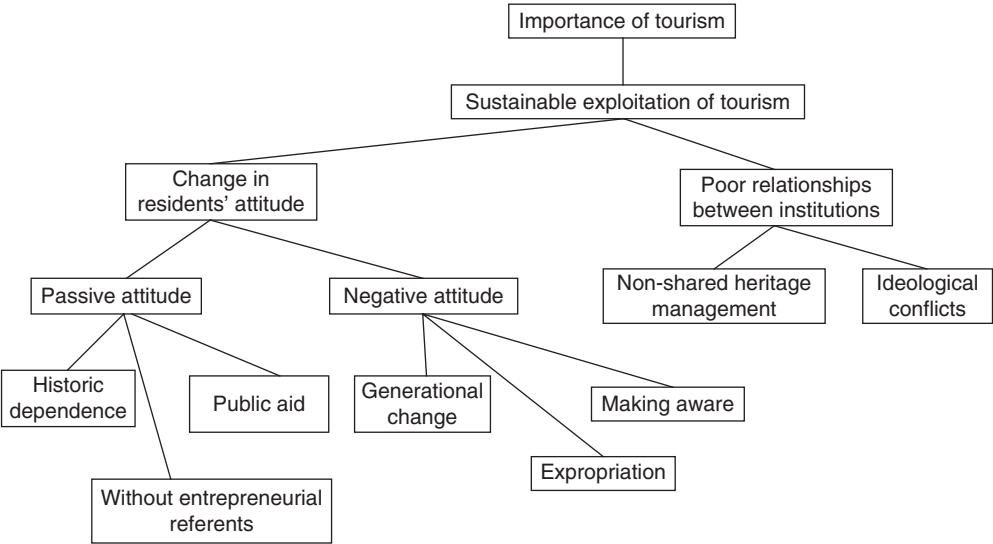 Importance of tourism
Sustainable exploitation of tourism
Change in
residents’ attitude
Poor relationships
between institutions
Passive attitude
Negative attitude
Non-shared heritage
management
Ideological
conflicts
Historic
dependence
Public aid
Generational
change
Making aware
Expropriation
Without entrepreneurial
referents